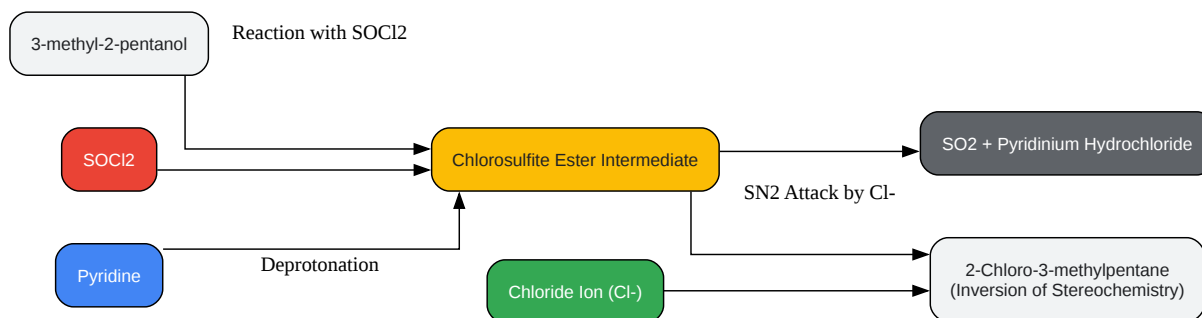 3-methyl-2-pentanol
Reaction with SOCl2
SOCl2
Chlorosulfite Ester Intermediate
SO2 + Pyridinium Hydrochloride
SN2 Attack by Cl-
Pyridine
Deprotonation
Chloride Ion (Cl-)
2-Chloro-3-methylpentane
(Inversion of Stereochemistry)